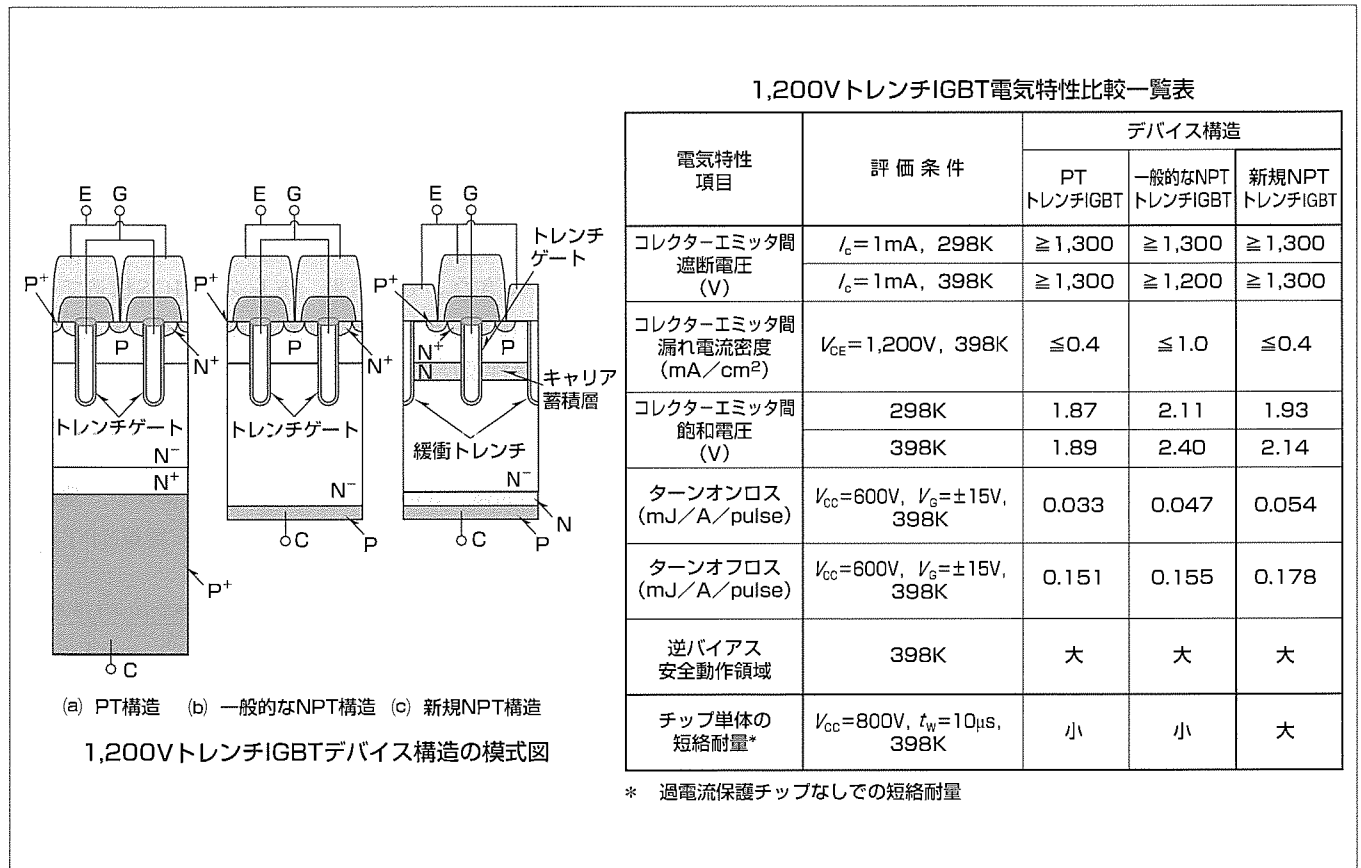 E G
P⁺
P
N⁺
トレンチゲート
N⁻
N⁺
P⁺
C
(a) PT構造
E G
P⁺
P
N⁺
トレンチゲート
N⁻
P
C
(b) 一般的なNPT構造
E G
トレンチ
ゲート
P⁺
N⁺
P
N
キャリア
蓄積層
緩衝トレンチ
N⁻
N
P
C
(c) 新規NPT構造
1,200VトレンチIGBTデバイス構造の模式図
1,200VトレンチIGBT電気特性比較一覧表
電気特性
項目
評価条件
デバイス構造
PT
トレンチIGBT
一般的なNPT
トレンチIGBT
新規NPT
トレンチIGBT
コレクターエミッタ間
遮断電圧
(V)
Ic=1mA, 298K ≧1,300 ≧1,300 ≧1,300
Ic=1mA, 398K ≧1,300 ≧1,200 ≧1,300
コレクターエミッタ間
漏れ電流密度
(mA/cm²)
VCE=1,200V, 398K ≦0.4 ≦1.0 ≦0.4
コレクターエミッタ間
飽和電圧
(V)
298K 1.87 2.11 1.93
398K 1.89 2.40 2.14
ターンオンロス
(mJ/A/pulse)
VCC=600V, VG=±15V,
398K
0.033 0.047 0.054
ターンオフロス
(mJ/A/pulse)
VCC=600V, VG=±15V,
398K
0.151 0.155 0.178
逆バイアス
安全動作領域
398K 大 大 大
チップ単体の
短絡耐量*
VCC=800V, tw=10μs,
398K
小 小 大
* 過電流保護チップなしでの短絡耐量